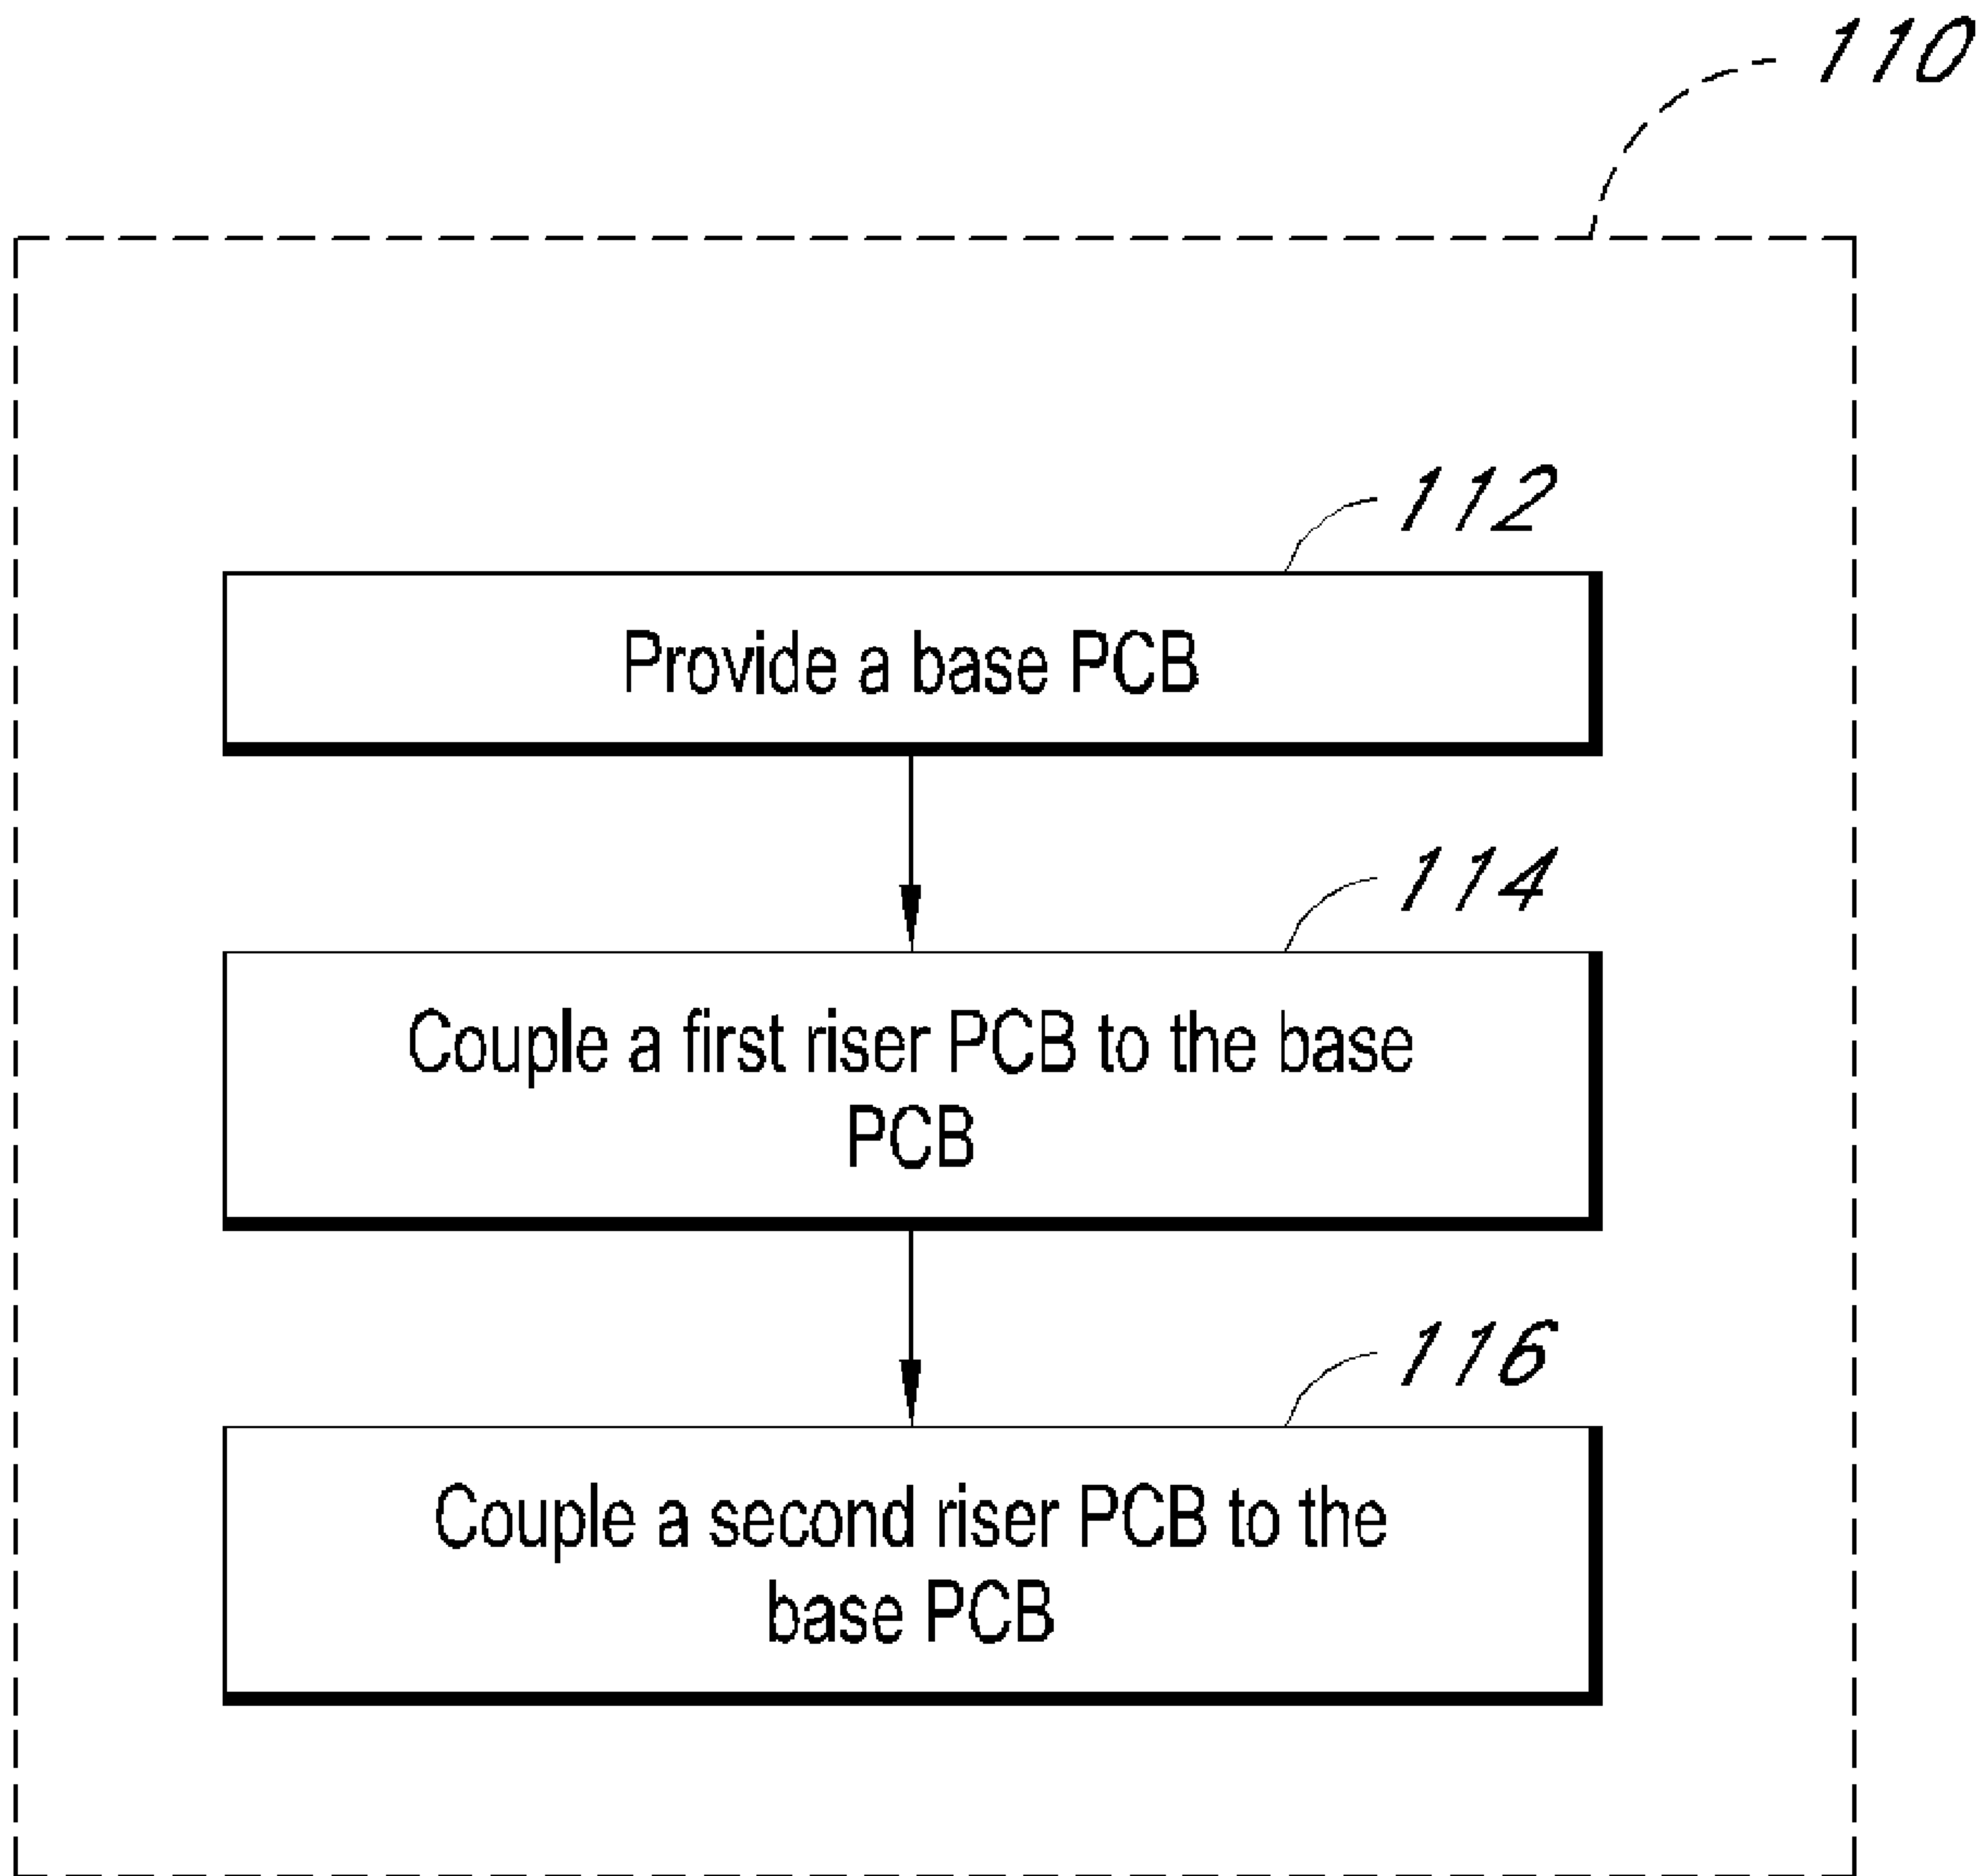 110
112
Provide a base PCB
114
Couple a first riser PCB to the base
PCB
116
Couple a second riser PCB to the
base PCB